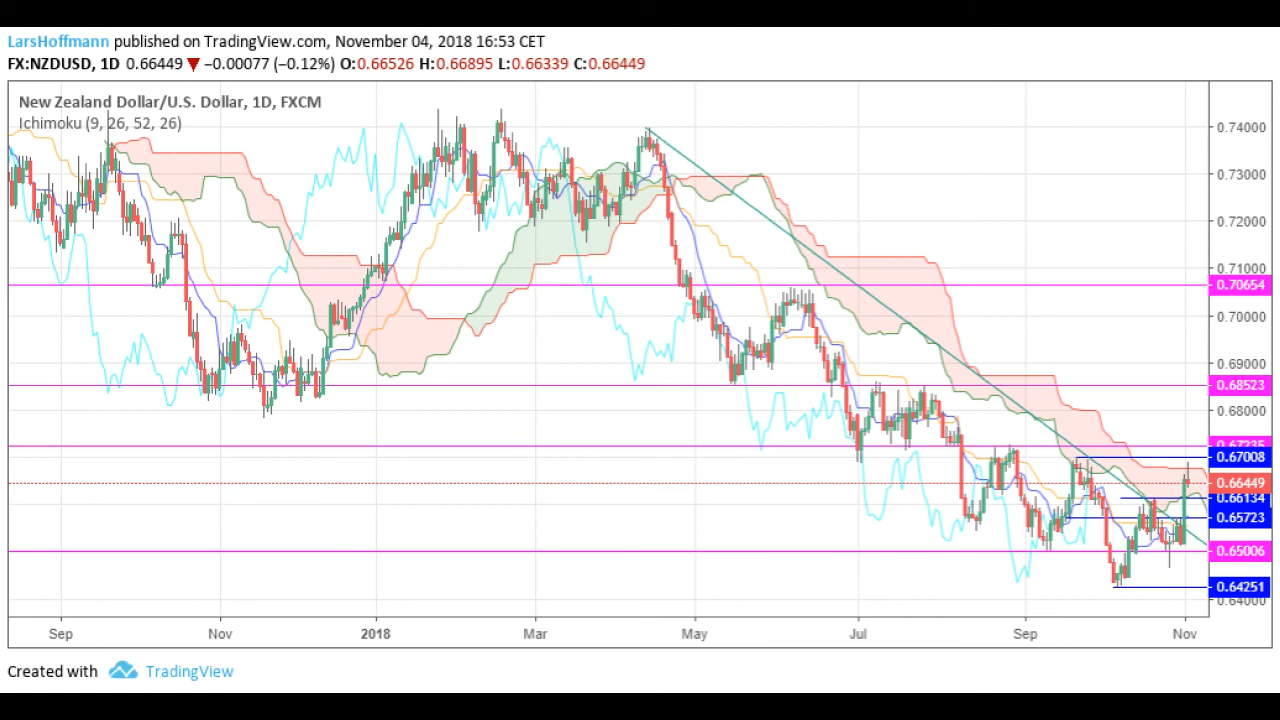 LarsHoffmann published on TradingView.com, November 04, 2018 16:53 CET
FX:NZDUSD, 1D 0.66449 ▼ −0.00077 (−0.12%) O:0.66526 H:0.66895 L:0.66339 C:0.66449
New Zealand Dollar/U.S. Dollar, 1D, FXCM
Ichimoku (9, 26, 52, 26)
0.74000
0.73000
0.72000
0.71000
0.70654
0.70000
0.69000
0.68523
0.68000
0.67235
0.67008
0.66449
0.66134
0.65723
0.65006
0.64251
0.64000
Sep Nov 2018 Mar May Jul Sep Nov
Created with TradingView